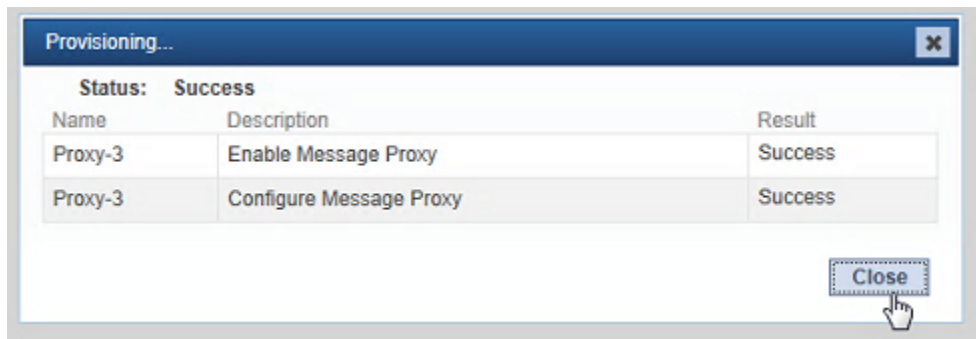 Provisioning...
Status: Success
Name Description Result
Proxy-3 Enable Message Proxy Success
Proxy-3 Configure Message Proxy Success
Close